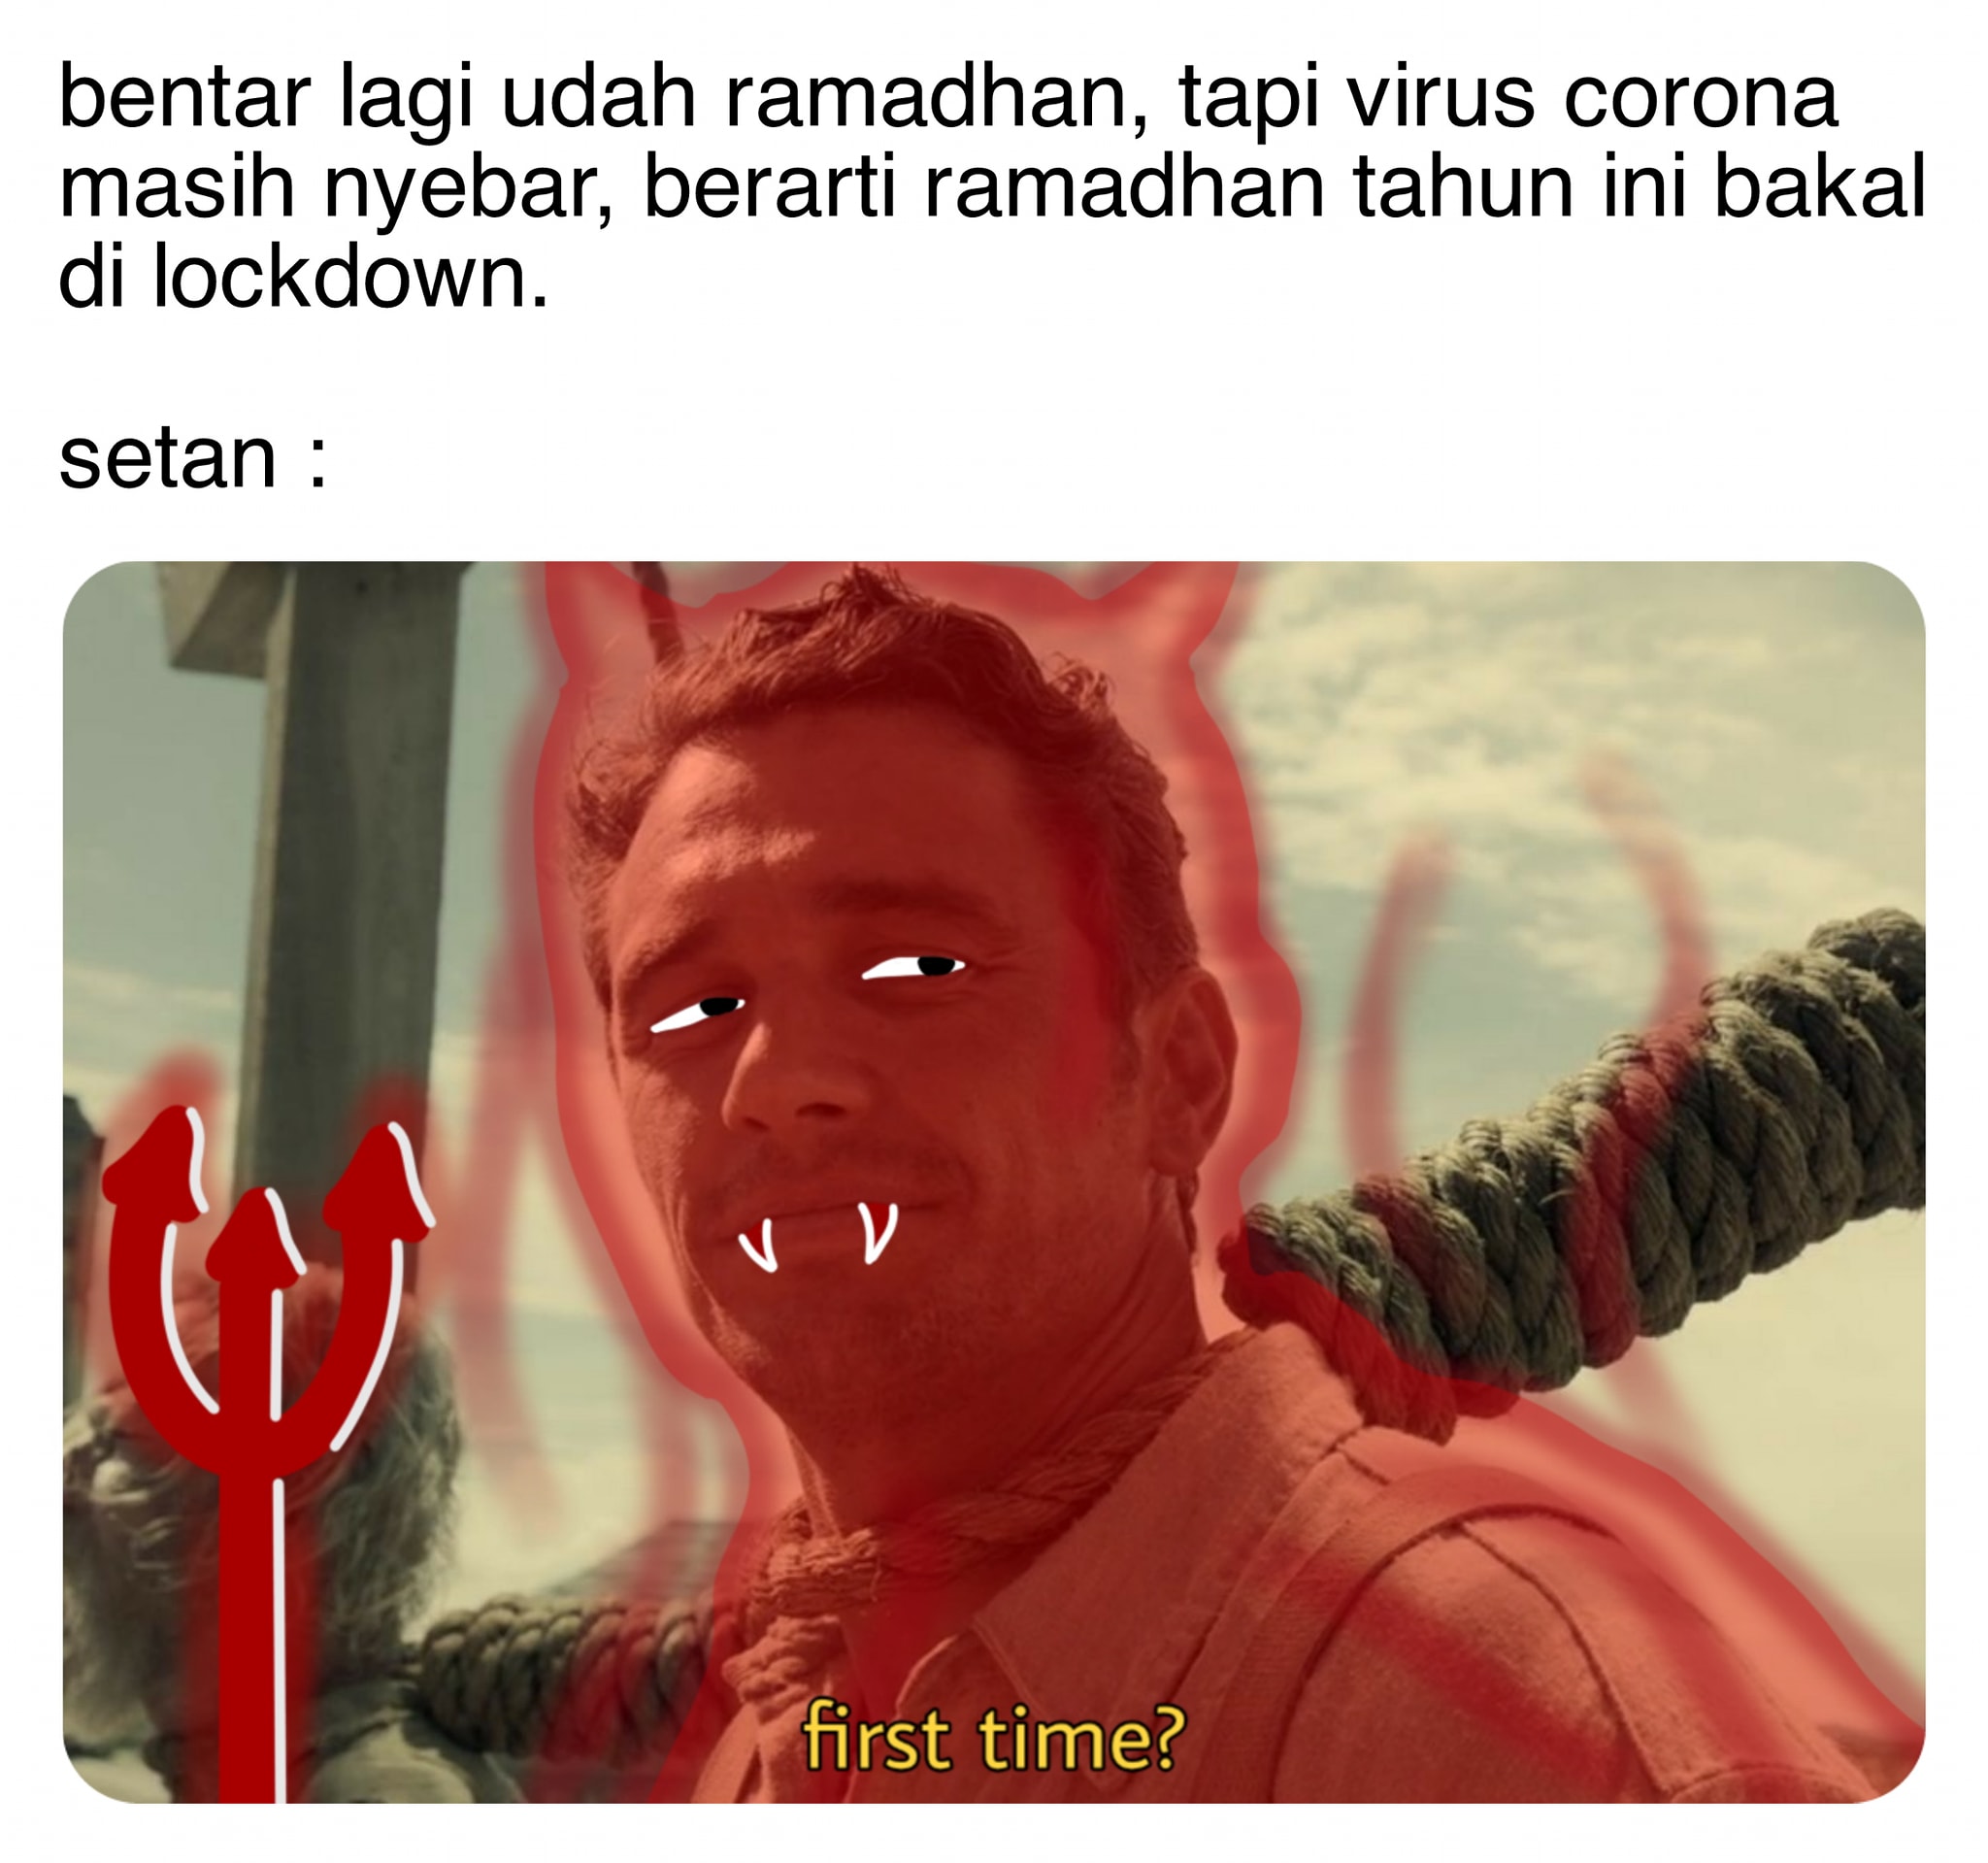 bentar lagi udah ramadhan, tapi virus corona
masih nyebar, berarti ramadhan tahun ini bakal
di lockdown.
setan :
first time?